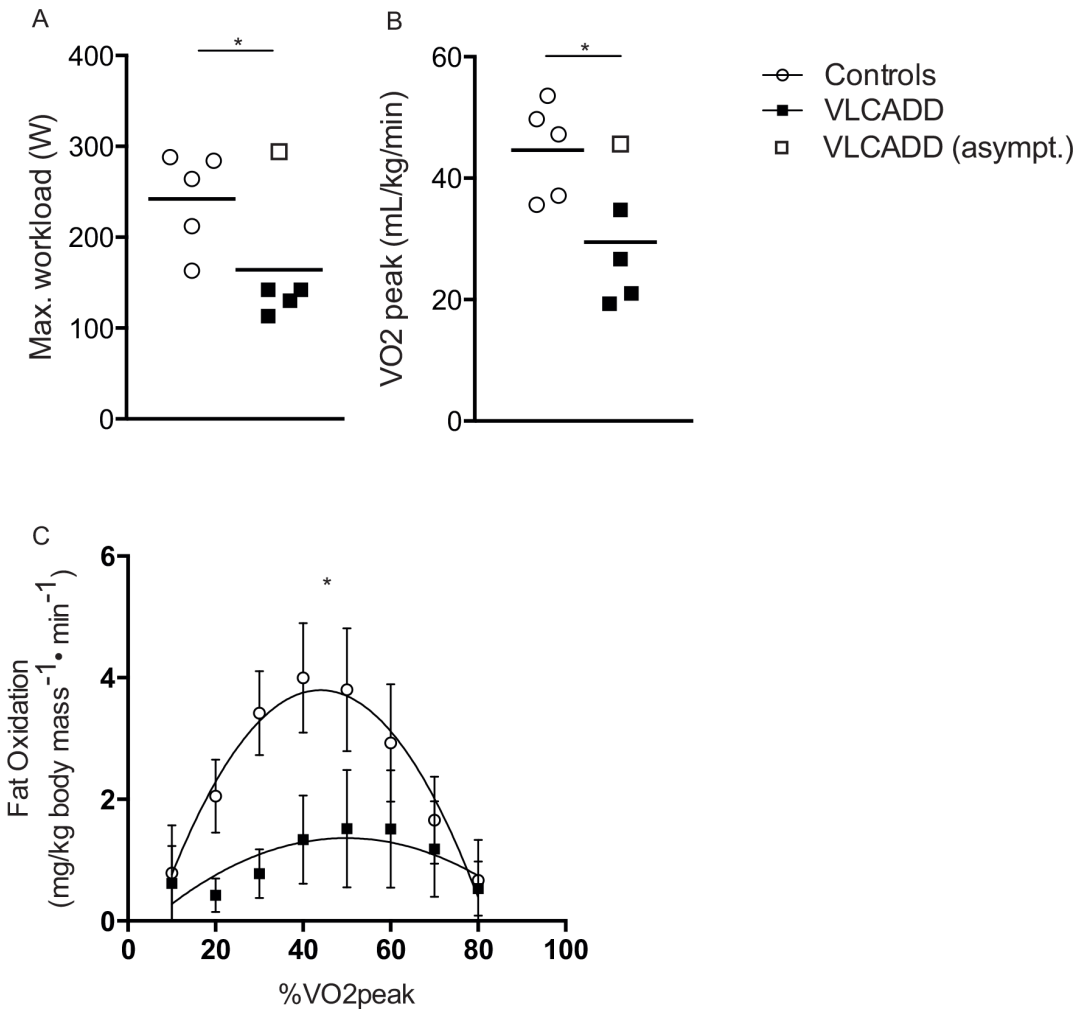 A
*
400
300
200
100
0
Max. workload (W)
B
*
60
40
20
0
VO2 peak (mL/kg/min)
Controls
VLCADD
VLCADD (asympt.)
C
*
6
4
2
0
Fat Oxidation
(mg/kg body mass⁻¹• min⁻¹)
0 20 40 60 80 100
%VO2peak